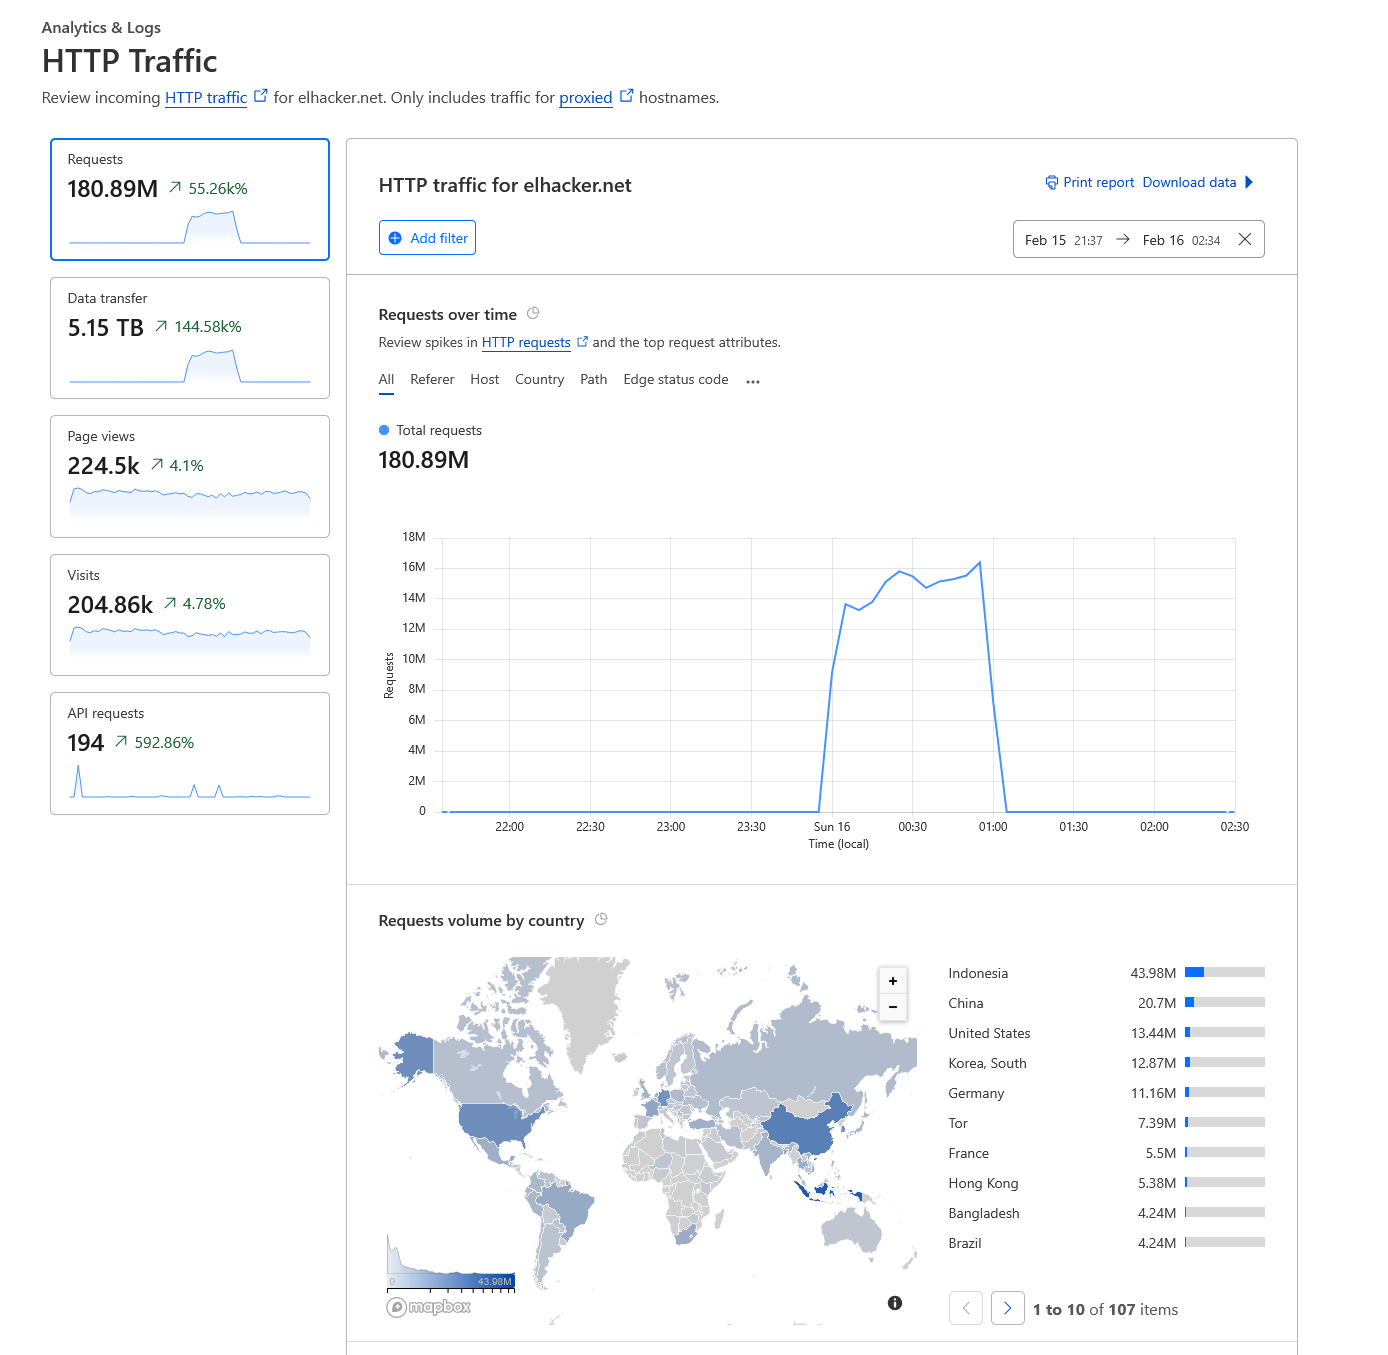 Analytics & Logs
HTTP Traffic
Review incoming HTTP traffic for elhacker.net. Only includes traffic for proxied hostnames.
Requests
180.89M 55.26k%
Data transfer
5.15 TB 144.58k%
Page views
224.5k 4.1%
Visits
204.86k 4.78%
API requests
194 592.86%
HTTP traffic for elhacker.net
Print report Download data
Add filter
Feb 15 21:37 → Feb 16 02:34
Requests over time
Review spikes in HTTP requests and the top request attributes.
All Referer Host Country Path Edge status code ...
Total requests
180.89M
18M
16M
14M
12M
10M
8M
6M
4M
2M
0
Requests
22:00 22:30 23:00 23:30 Sun 16 00:30 01:00 01:30 02:00 02:30
Time (local)
Requests volume by country
+
−
0 43.98M
mapbox
Indonesia 43.98M
China 20.7M
United States 13.44M
Korea, South 12.87M
Germany 11.16M
Tor 7.39M
France 5.5M
Hong Kong 5.38M
Bangladesh 4.24M
Brazil 4.24M
1 to 10 of 107 items